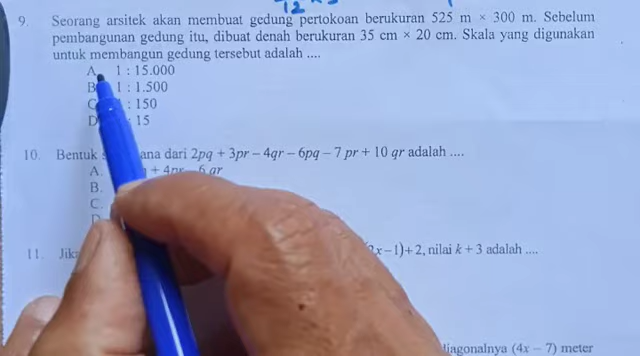 12
9. Seorang arsitek akan membuat gedung pertokoan berukuran 525 m × 300 m. Sebelum
pembangunan gedung itu, dibuat denah berukuran 35 cm × 20 cm. Skala yang digunakan
untuk membangun gedung tersebut adalah ....
A. 1 : 15.000
B 1 : 1.500
C : 150
D : 15
10. Bentuk ana dari 2pq + 3pr – 4qr – 6pq – 7 pr + 10 qr adalah ....
A. + 4pr – 6 qr
B.
C.
D
11. Jika x – 1) + 2, nilai k + 3 adalah ....
diagonalnya (4x – 7) meter